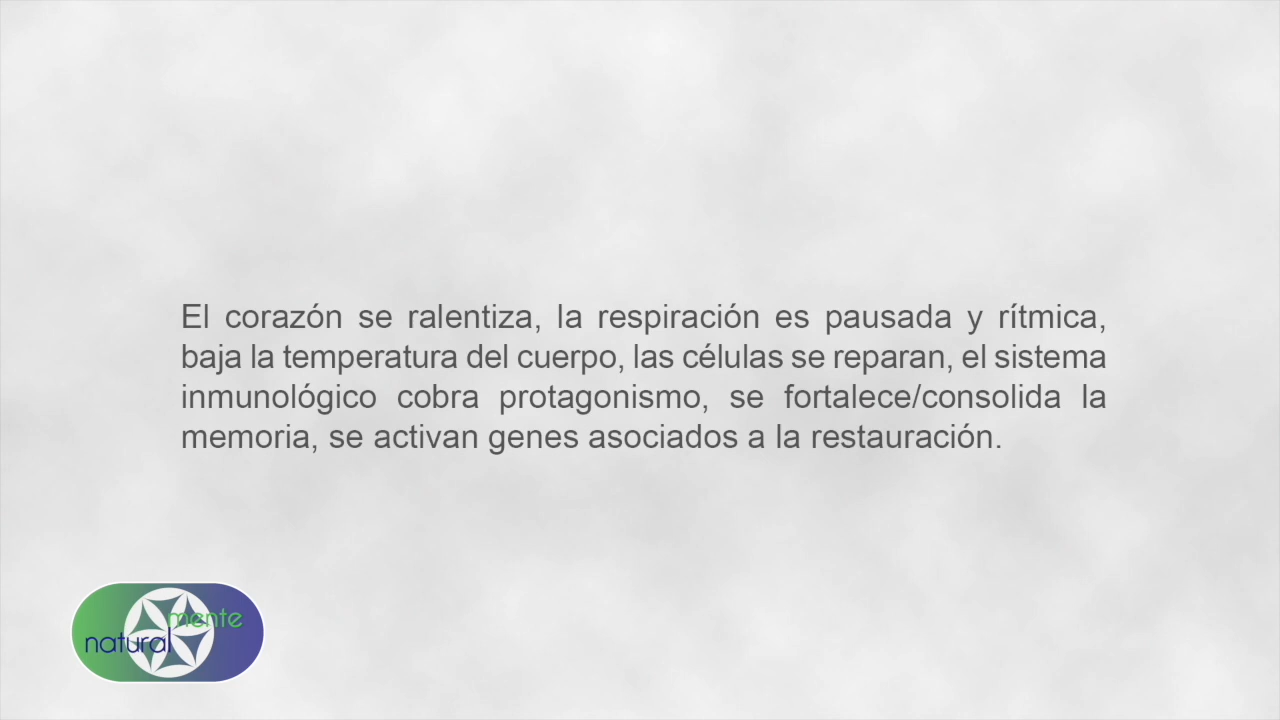 El corazón se ralentiza, la respiración es pausada y rítmica,
baja la temperatura del cuerpo, las células se reparan, el sistema
inmunológico cobra protagonismo, se fortalece/consolida la
memoria, se activan genes asociados a la restauración.
natural
mente